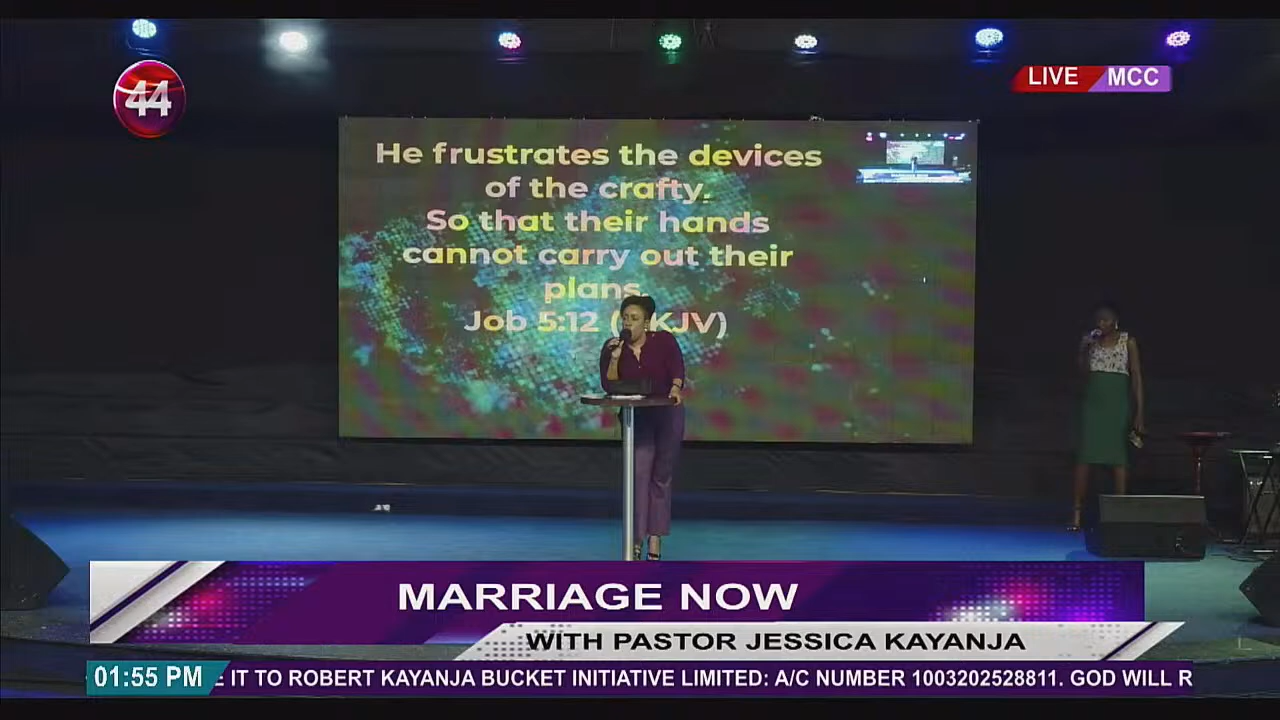 44
LIVE MCC
He frustrates the devices
of the crafty.
So that their hands
cannot carry out their
plans.
Job 5:12 ( KJV)
MARRIAGE NOW
WITH PASTOR JESSICA KAYANJA
01:55 PM
E IT TO ROBERT KAYANJA BUCKET INITIATIVE LIMITED: A/C NUMBER 1003202528811. GOD WILL R